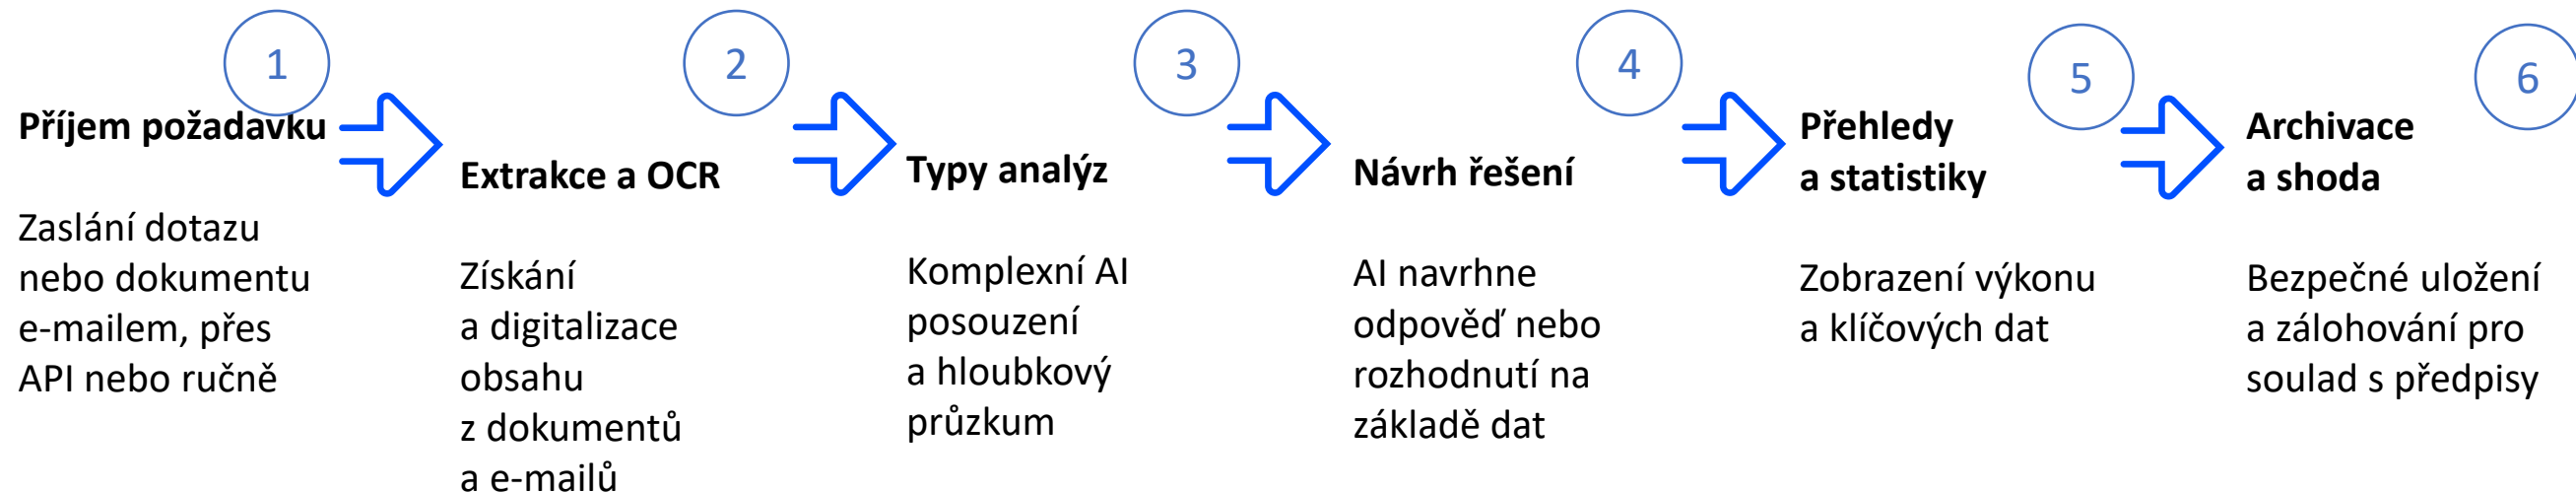 1
Příjem požadavku
Zaslání dotazu
nebo dokumentu
e-mailem, přes
API nebo ručně
2
Extrakce a OCR
Získání
a digitalizace
obsahu
z dokumentů
a e-mailů
3
Typy analýz
Komplexní AI
posouzení
a hloubkový
průzkum
4
Návrh řešení
AI navrhne
odpověď nebo
rozhodnutí na
základě dat
5
Přehledy
a statistiky
Zobrazení výkonu
a klíčových dat
6
Archivace
a shoda
Bezpečné uložení
a zálohování pro
soulad s předpisy